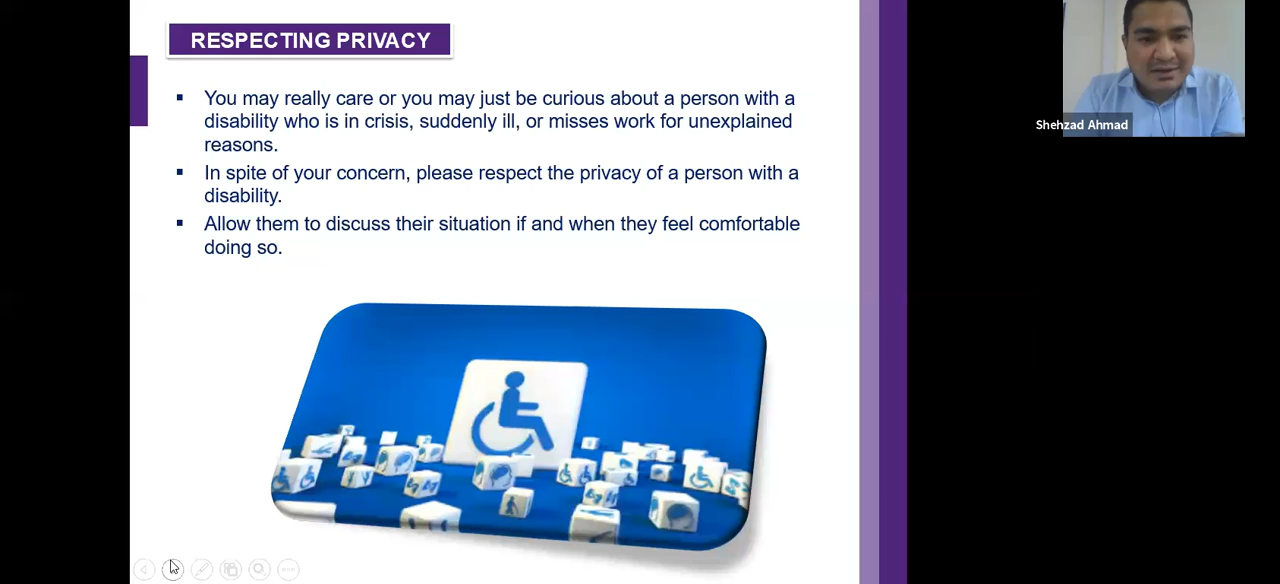 RESPECTING PRIVACY
▪ You may really care or you may just be curious about a person with a
disability who is in crisis, suddenly ill, or misses work for unexplained
reasons.
▪ In spite of your concern, please respect the privacy of a person with a
disability.
▪ Allow them to discuss their situation if and when they feel comfortable
doing so.
Shehzad Ahmad